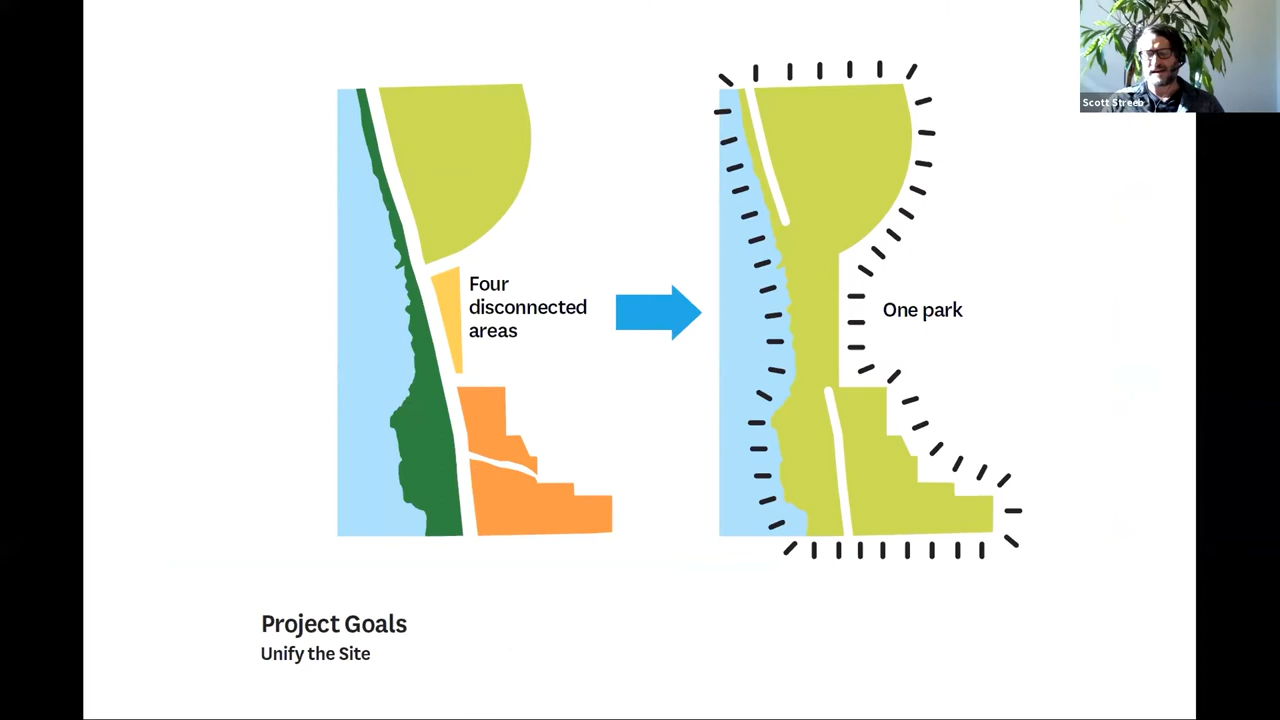 Scott Streeb
Four
disconnected
areas
One park
Project Goals
Unify the Site